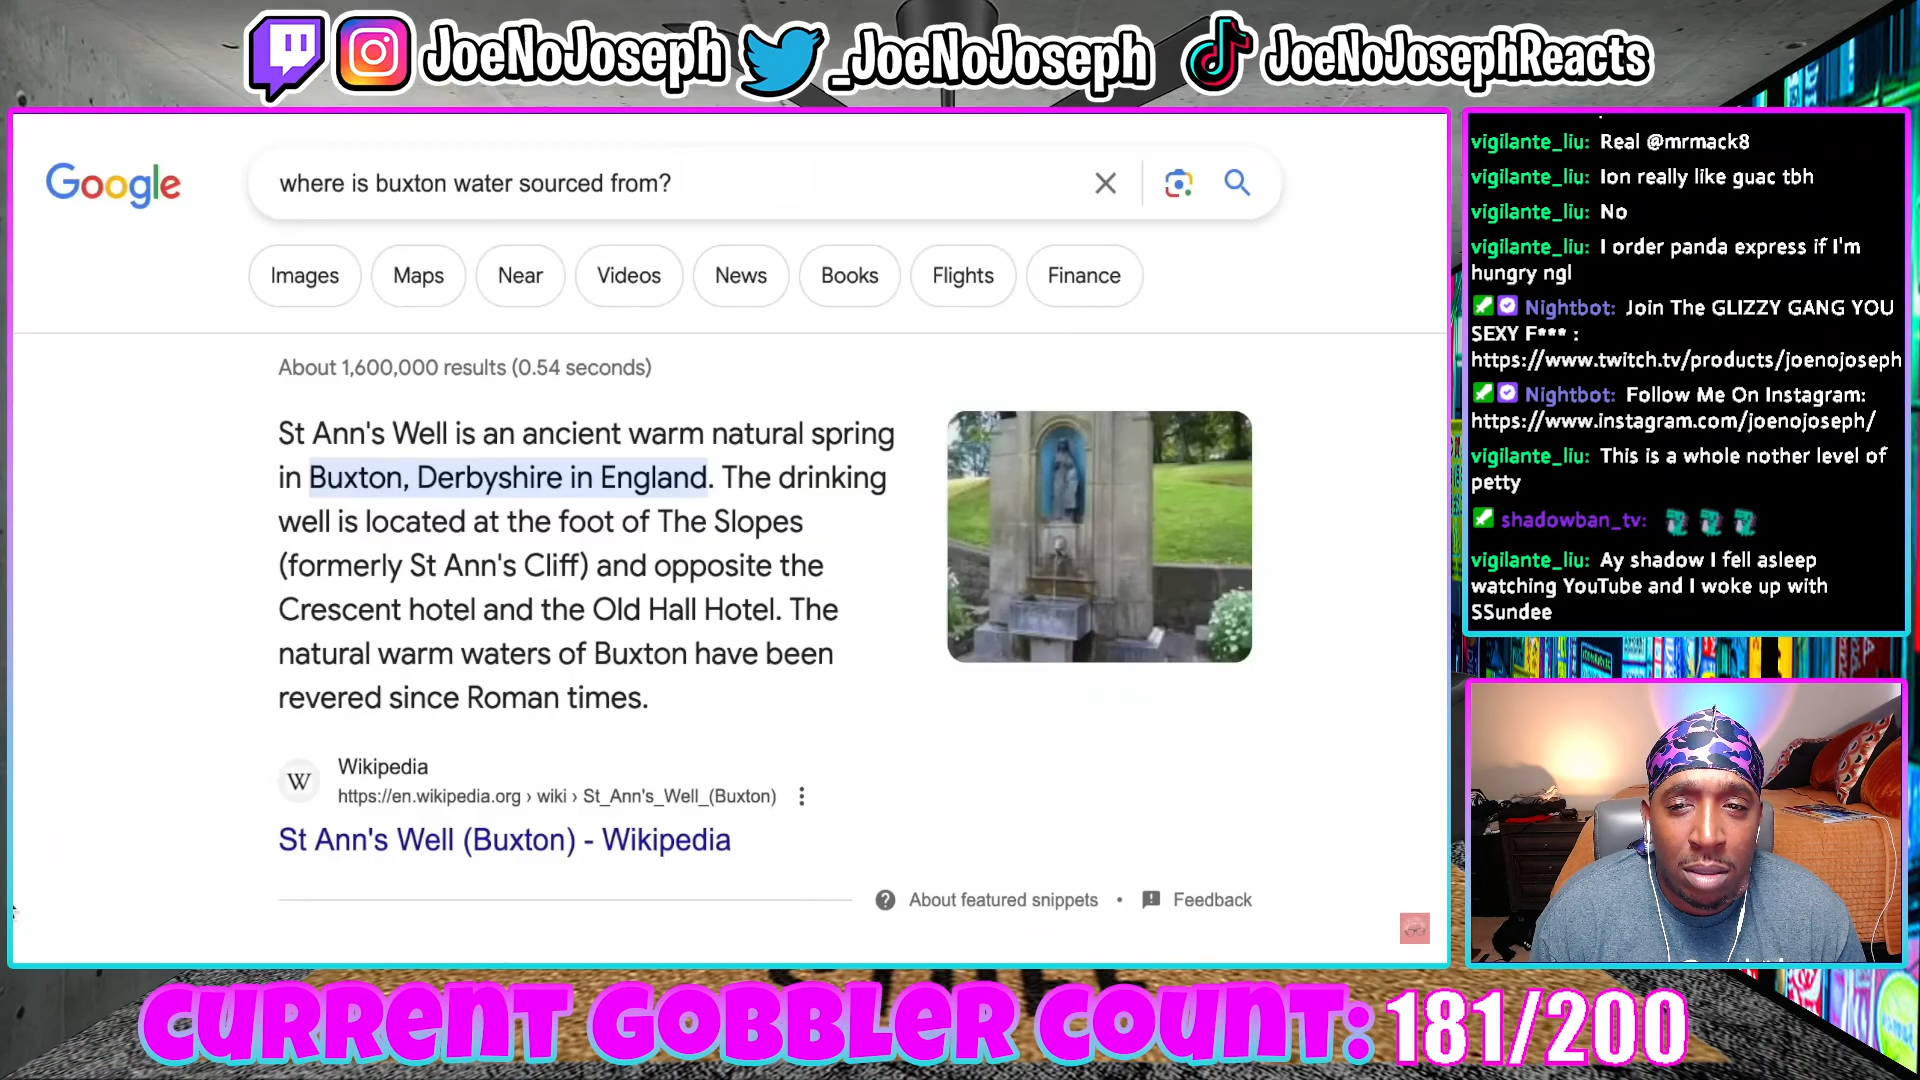 JoeNoJoseph
_JoeNoJoseph
JoeNoJosephReacts
Google
where is buxton water sourced from?
Images
Maps
Near
Videos
News
Books
Flights
Finance
About 1,600,000 results (0.54 seconds)
St Ann's Well is an ancient warm natural spring
in Buxton, Derbyshire in England. The drinking
well is located at the foot of The Slopes
(formerly St Ann's Cliff) and opposite the
Crescent hotel and the Old Hall Hotel. The
natural warm waters of Buxton have been
revered since Roman times.
W
Wikipedia
https://en.wikipedia.org › wiki › St_Ann's_Well_(Buxton)
St Ann's Well (Buxton) - Wikipedia
About featured snippets • Feedback
vigilante_liu: Real @mrmack8
vigilante_liu: Ion really like guac tbh
vigilante_liu: No
vigilante_liu: I order panda express if I'm
hungry ngl
Nightbot: Join The GLIZZY GANG YOU
SEXY F*** :
https://www.twitch.tv/products/joenojoseph
Nightbot: Follow Me On Instagram:
https://www.instagram.com/joenojoseph/
vigilante_liu: This is a whole nother level of
petty
shadowban_tv:
vigilante_liu: Ay shadow I fell asleep
watching YouTube and I woke up with
SSundee
CURRENT GOBBLER COUNT: 181/200